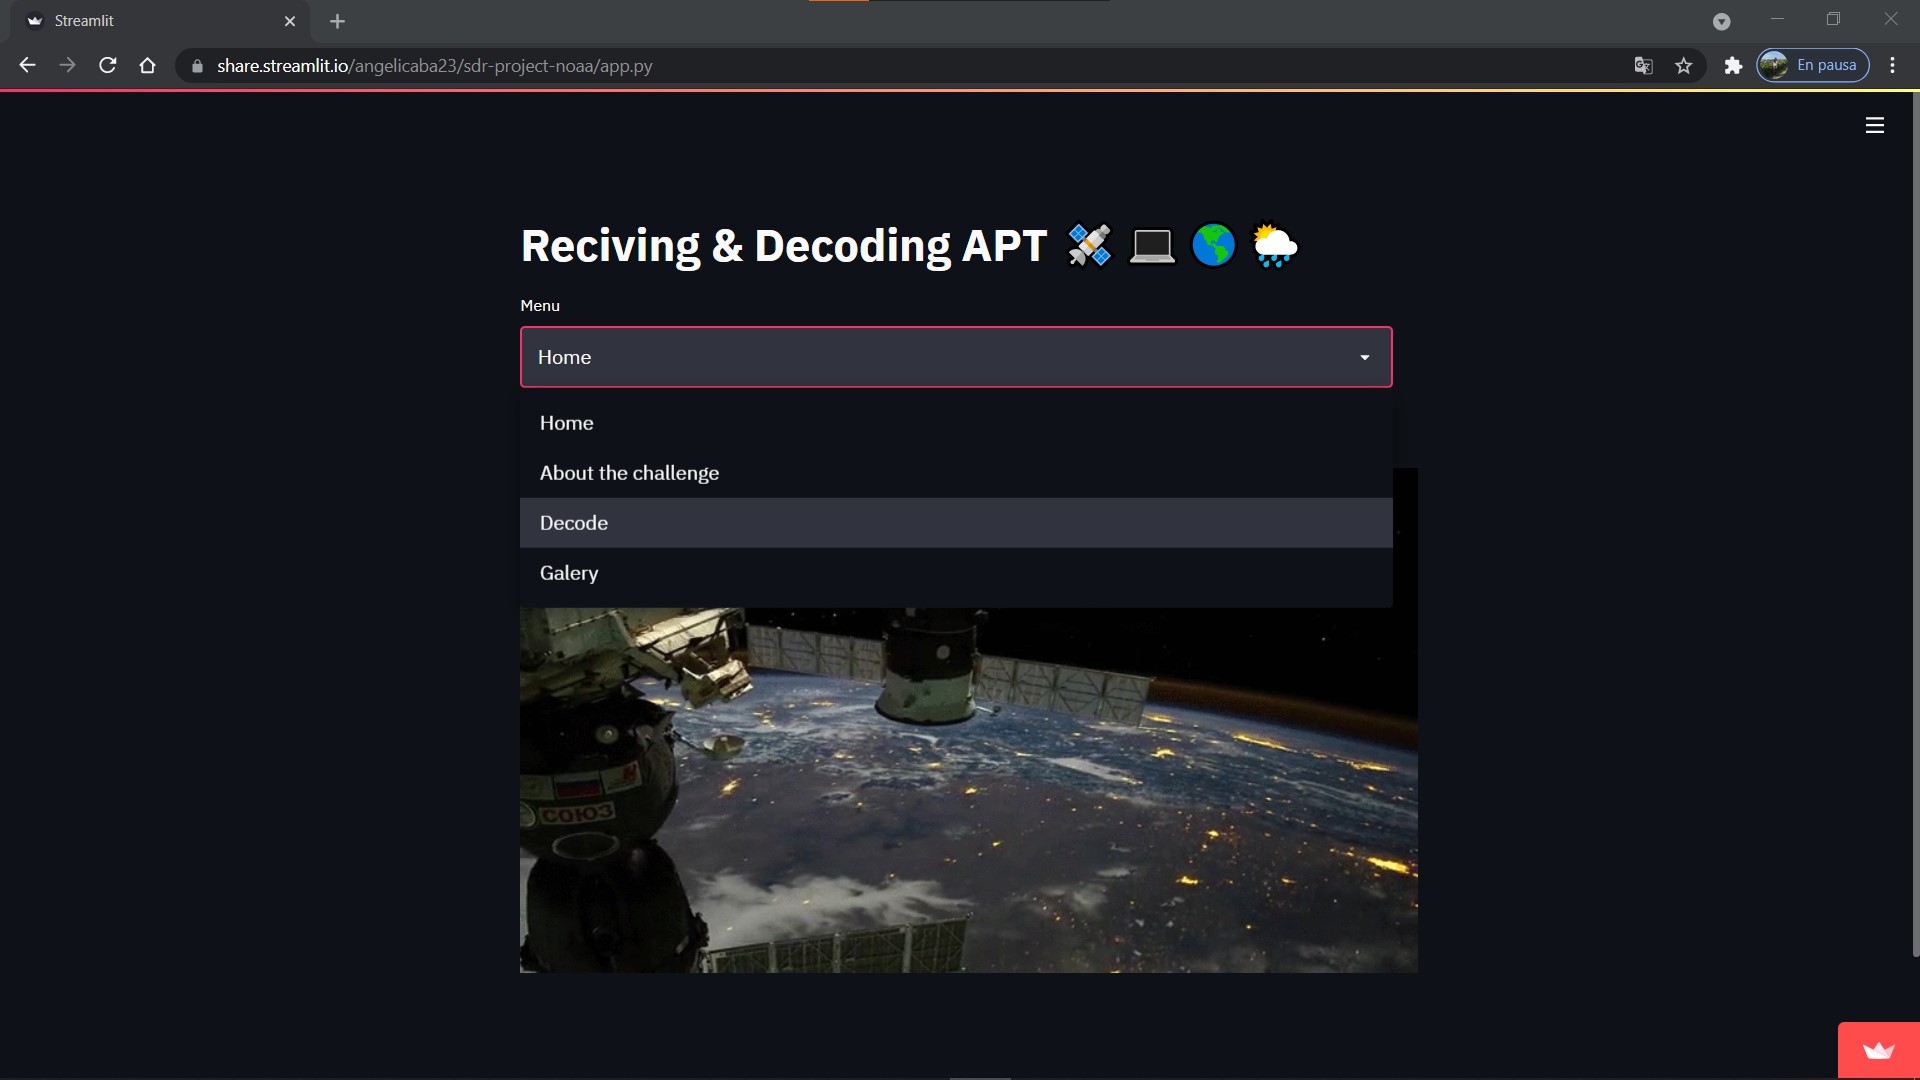 Streamlit
share.streamlit.io/angelicaba23/sdr-project-noaa/app.py
En pausa
Reciving & Decoding APT
Menu
Home
Home
About the challenge
Decode
Galery
СОЮЗ